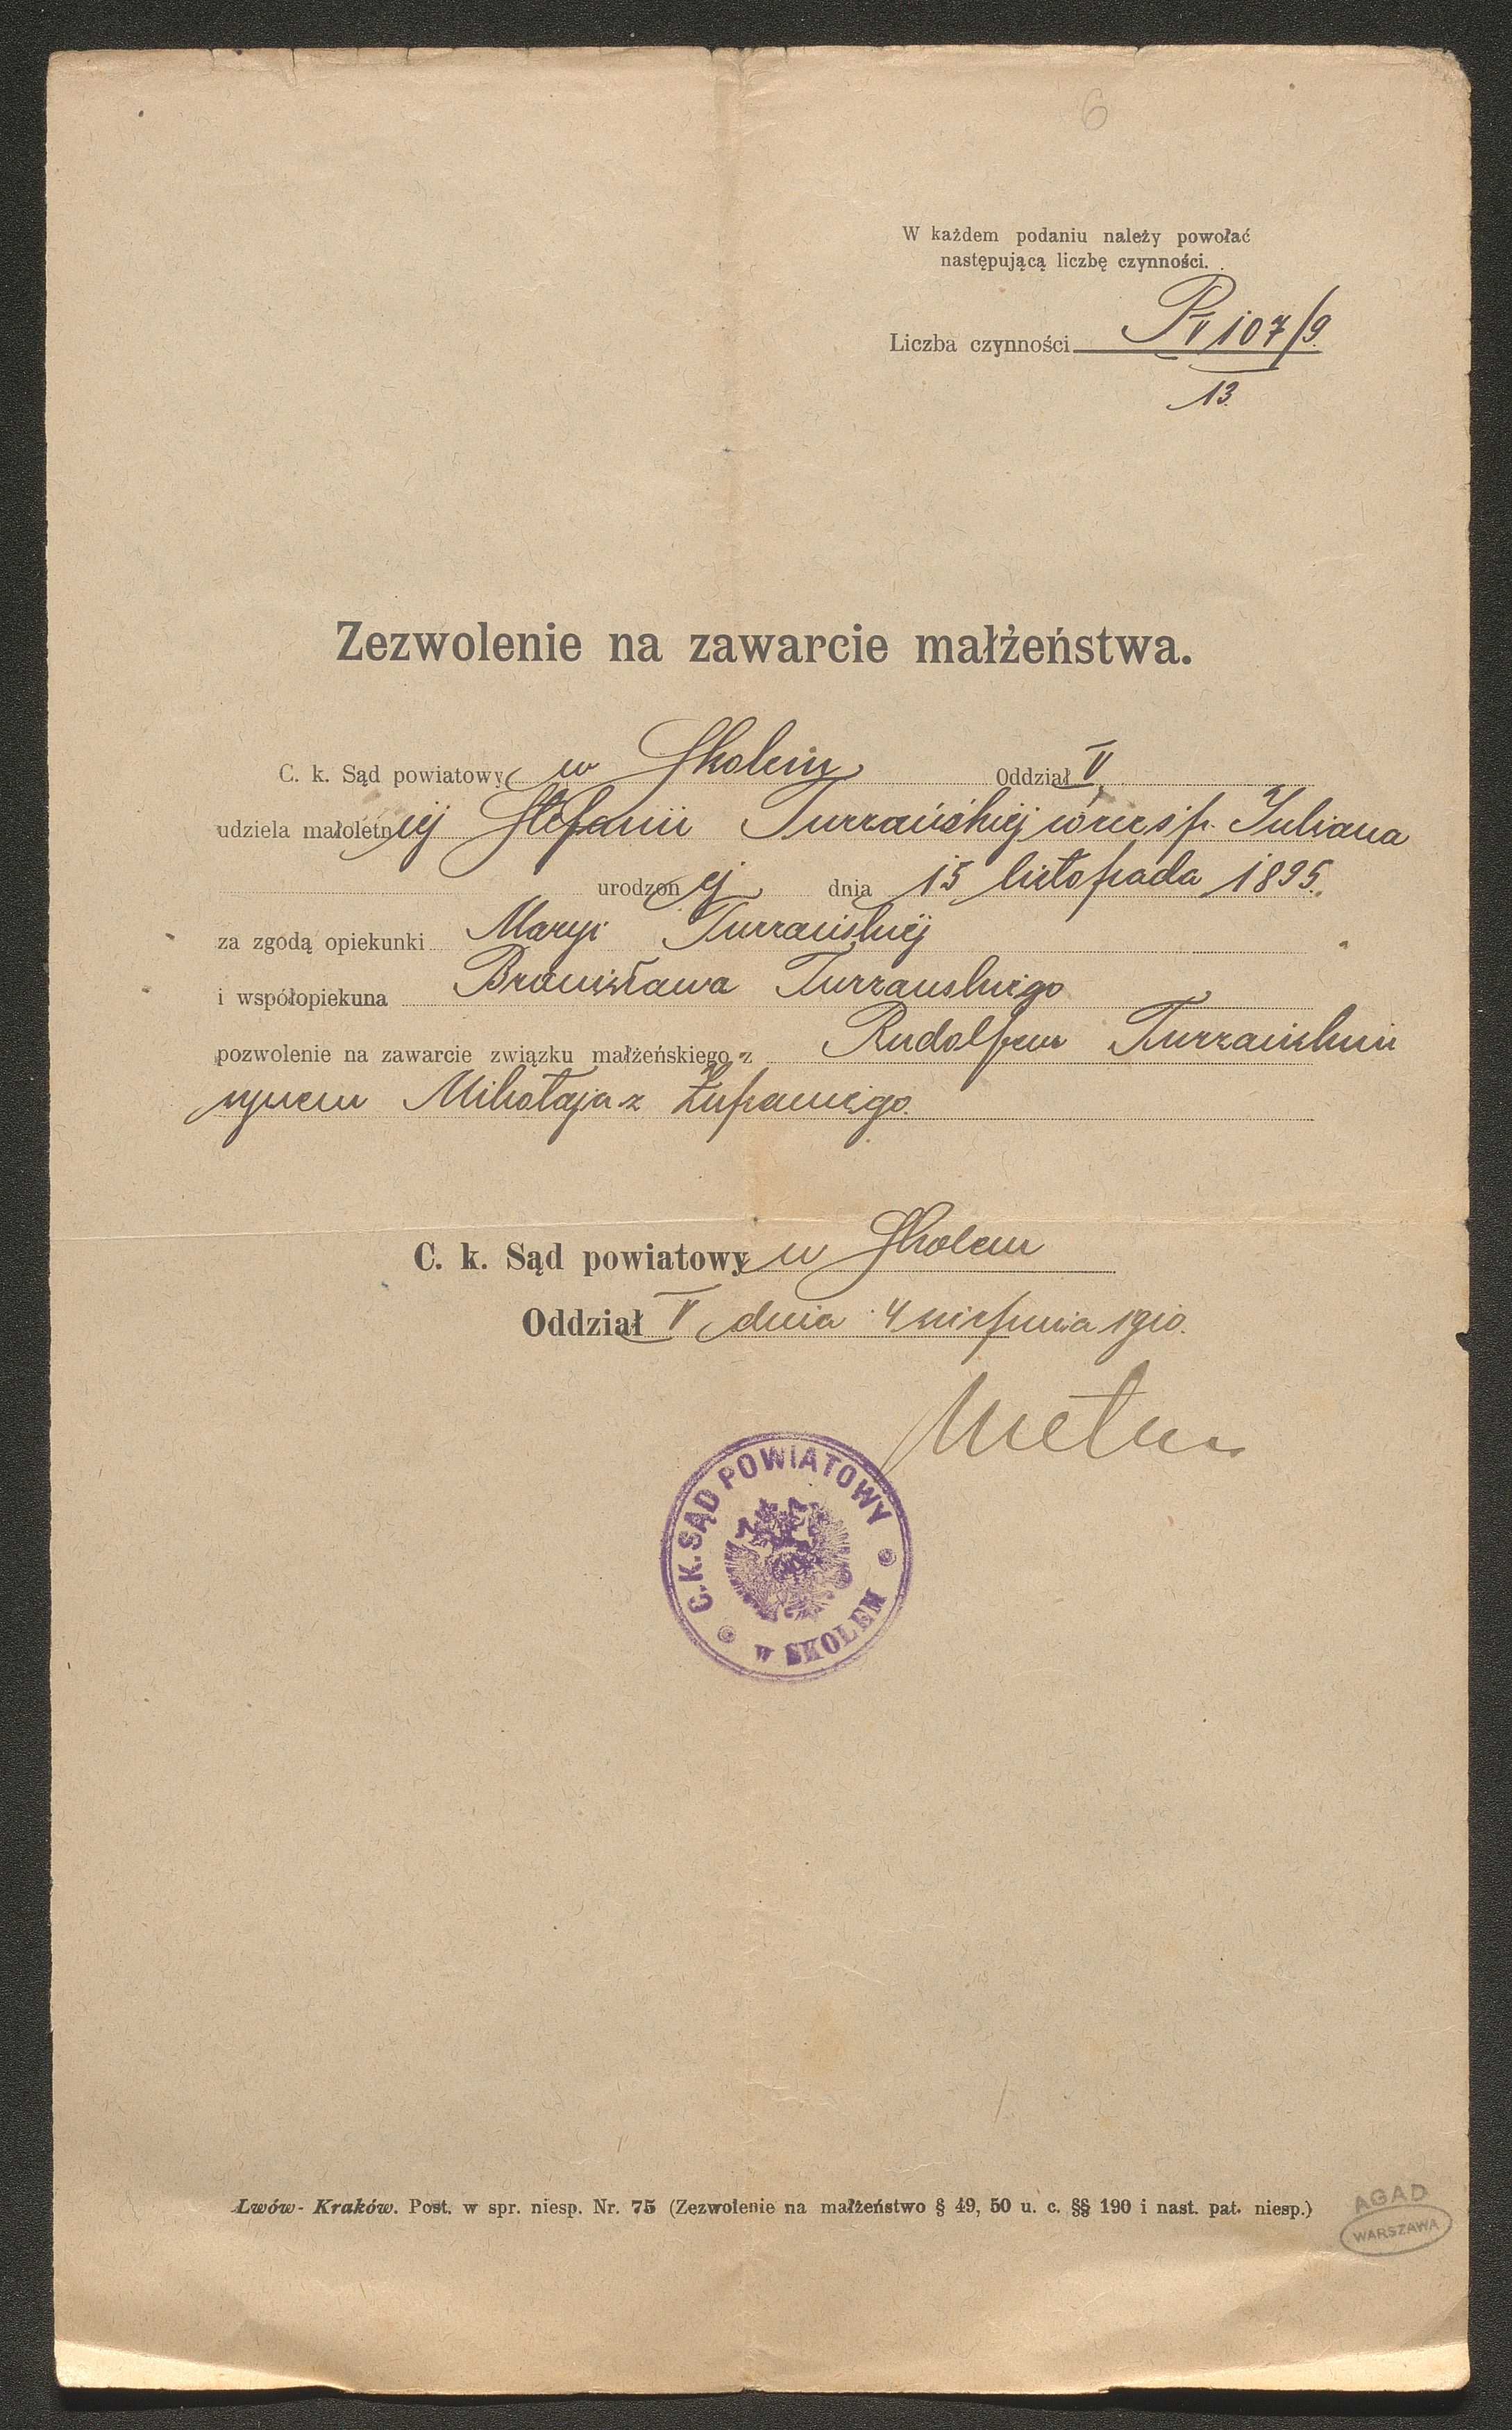 6
W każdem podaniu należy powołać
następującą liczbę czynności.
Liczba czynności P V 107/9
13.
Zezwolenie na zawarcie małżeństwa.
C. k. Sąd powiatowy w Skolem Oddział V
udziela małoletniej Stefanii Turzańskiej córce śp. Juliana
urodzonej dnia 15 listopada 1895.
za zgodą opiekunki Maryi Turzańskiej
i współopiekuna Bronisława Turzanskiego
pozwolenie na zawarcie związku małżeńskiego z Rudolfem Turzańskim
synem Mikołaja z Żupaniego.
C. k. Sąd powiatowy w Skolem
Oddział V dnia 4 sierpnia 1910.
C. K. SĄD POWIATOWY
W SKOLEM
Lwów-Kraków. Post. w spr. niesp. Nr. 75 (Zezwolenie na małżeństwo § 49, 50 u. c. §§ 190 i nast. pat. niesp.)
AGAD
WARSZAWA